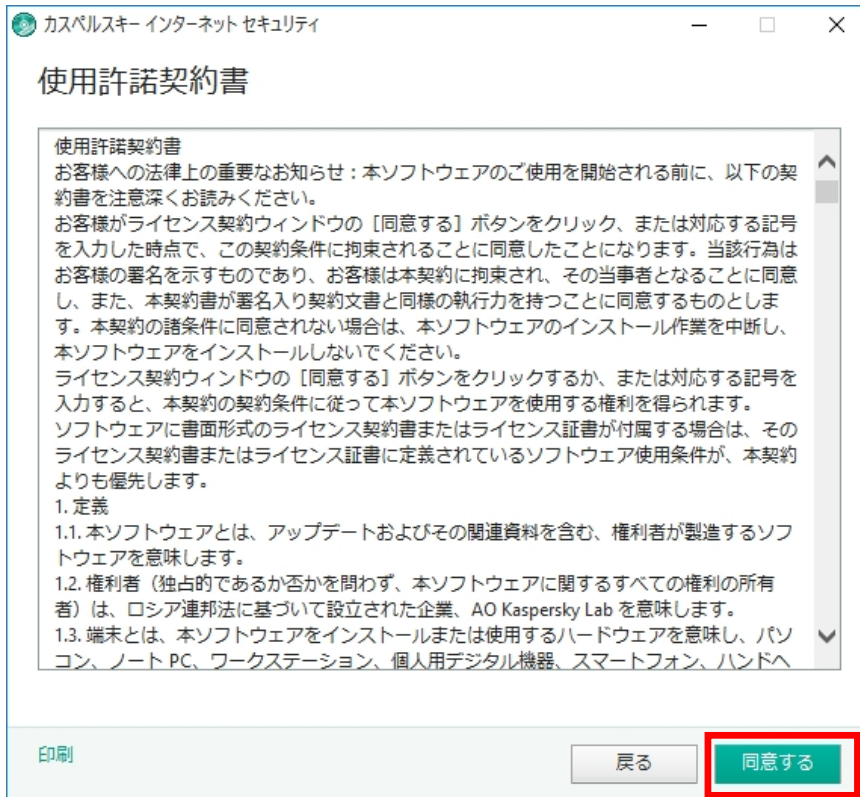 カスペルスキー インターネット セキュリティ
使用許諾契約書
使用許諾契約書
お客様への法律上の重要なお知らせ：本ソフトウェアのご使用を開始される前に、以下の契
約書を注意深くお読みください。
お客様がライセンス契約ウィンドウの［同意する］ボタンをクリック、または対応する記号
を入力した時点で、この契約条件に拘束されることに同意したことになります。当該行為は
お客様の署名を示すものであり、お客様は本契約に拘束され、その当事者となることに同意
し、また、本契約書が署名入り契約文書と同様の執行力を持つことに同意するものとしま
す。本契約の諸条件に同意されない場合は、本ソフトウェアのインストール作業を中断し、
本ソフトウェアをインストールしないでください。
ライセンス契約ウィンドウの［同意する］ボタンをクリックするか、または対応する記号を
入力すると、本契約の契約条件に従って本ソフトウェアを使用する権利を得られます。
ソフトウェアに書面形式のライセンス契約書またはライセンス証書が付属する場合は、その
ライセンス契約書またはライセンス証書に定義されているソフトウェア使用条件が、本契約
よりも優先します。
1. 定義
1.1. 本ソフトウェアとは、アップデートおよびその関連資料を含む、権利者が製造するソフ
トウェアを意味します。
1.2. 権利者（独占的であるか否かを問わず、本ソフトウェアに関するすべての権利の所有
者）は、ロシア連邦法に基づいて設立された企業、AO Kaspersky Lab を意味します。
1.3. 端末とは、本ソフトウェアをインストールまたは使用するハードウェアを意味し、パソ
コン、ノート PC、ワークステーション、個人用デジタル機器、スマートフォン、ハンドヘ
印刷
戻る
同意する